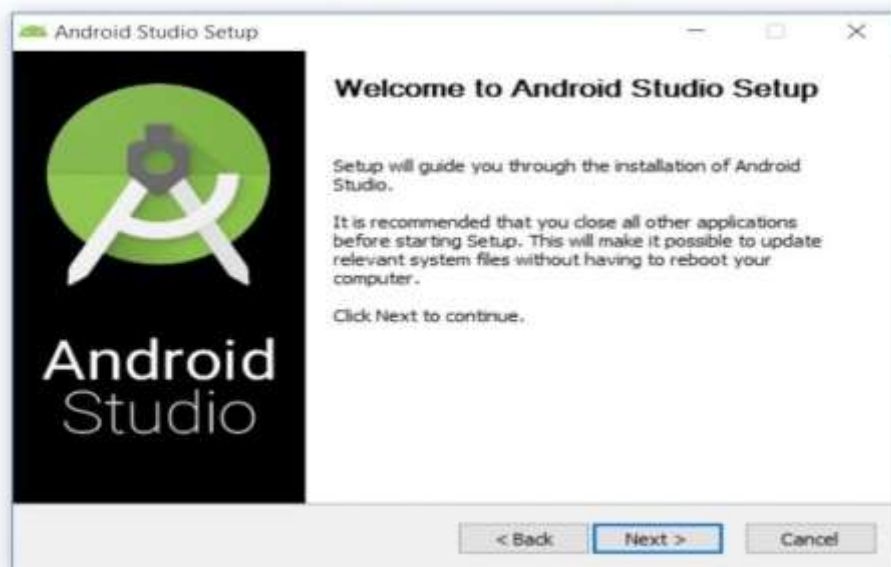 Android Studio Setup
Android
Studio
Welcome to Android Studio Setup
Setup will guide you through the installation of Android
Studio.
It is recommended that you close all other applications
before starting Setup. This will make it possible to update
relevant system files without having to reboot your
computer.
Click Next to continue.
< Back Next > Cancel